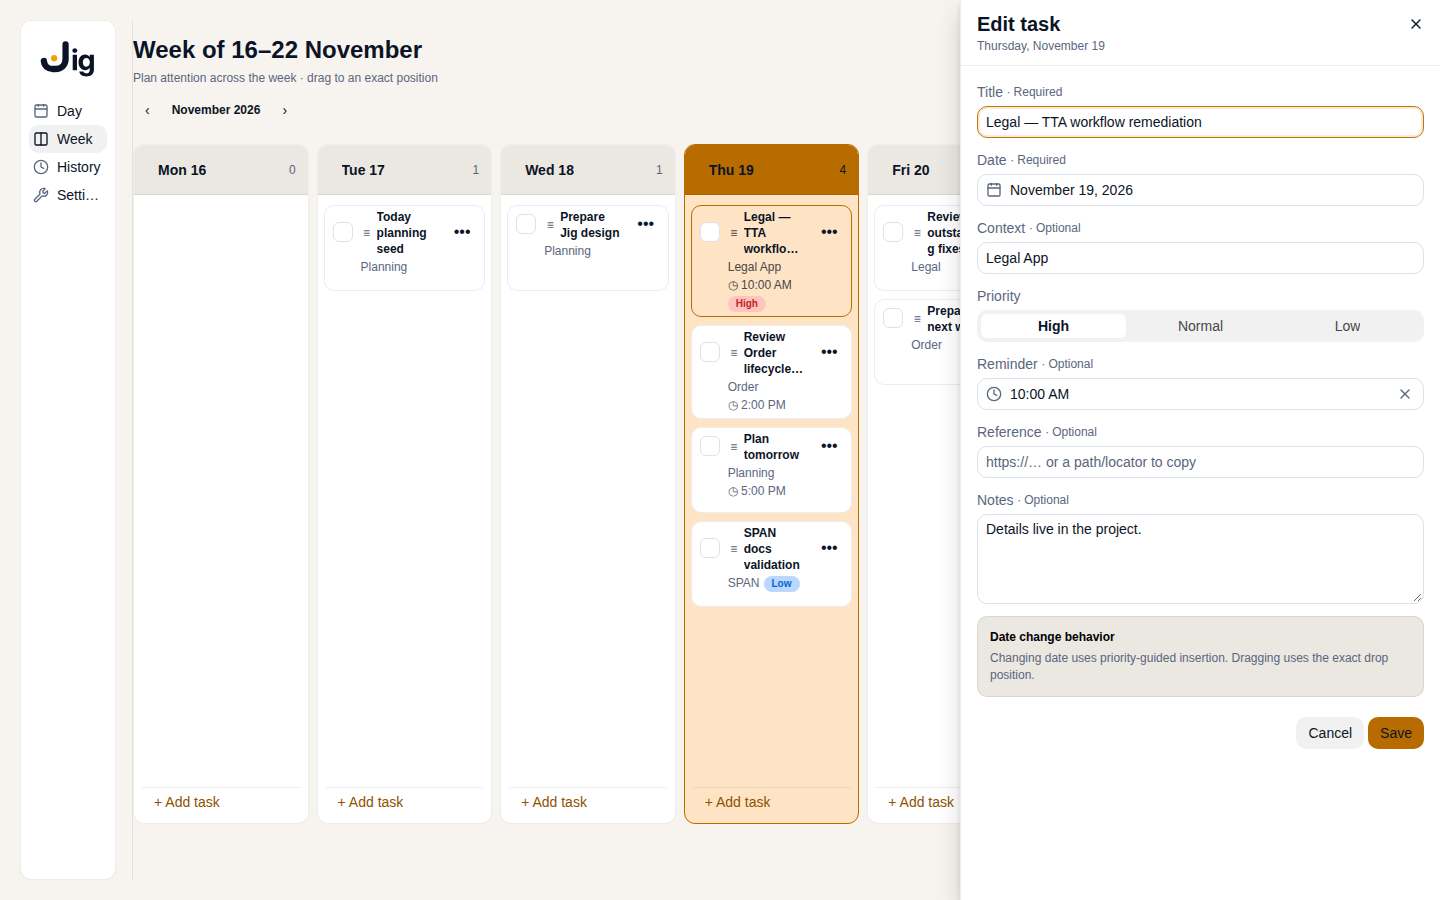 Jig
Day
Week
History
Setti…
Week of 16–22 November
Plan attention across the week · drag to an exact position
‹ November 2026 ›
Mon 16 0
+ Add task
Tue 17 1
Today
planning
seed
Planning
+ Add task
Wed 18 1
Prepare
Jig design
Planning
+ Add task
Thu 19 4
Legal —
TTA
workflo…
Legal App
10:00 AM
High
Review
Order
lifecycle…
Order
2:00 PM
Plan
tomorrow
Planning
5:00 PM
SPAN
docs
validation
SPAN Low
+ Add task
Fri 20
g fixes
Legal
next
Order
+ Add task
Edit task
Thursday, November 19
Title · Required
Legal — TTA workflow remediation
Date · Required
November 19, 2026
Context · Optional
Legal App
Priority
High Normal Low
Reminder · Optional
10:00 AM
Reference · Optional
https://… or a path/locator to copy
Notes · Optional
Details live in the project.
Date change behavior
Changing date uses priority-guided insertion. Dragging uses the exact drop
position.
Cancel Save